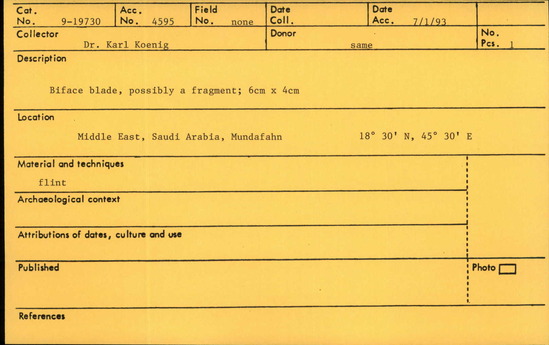 Cat. No. 9-19730 Acc. No. 4595 Field No. none Date Coll. Date Acc. 7/1/93
Collector Dr. Karl Koenig Donor same No. Pcs. 1
Description
Biface blade, possibly a fragment; 6cm x 4cm
Location
Middle East, Saudi Arabia, Mundafahn 18° 30' N, 45° 30' E
Material and techniques
flint
Archaeological context
Attributions of dates, culture and use
Published Photo
References